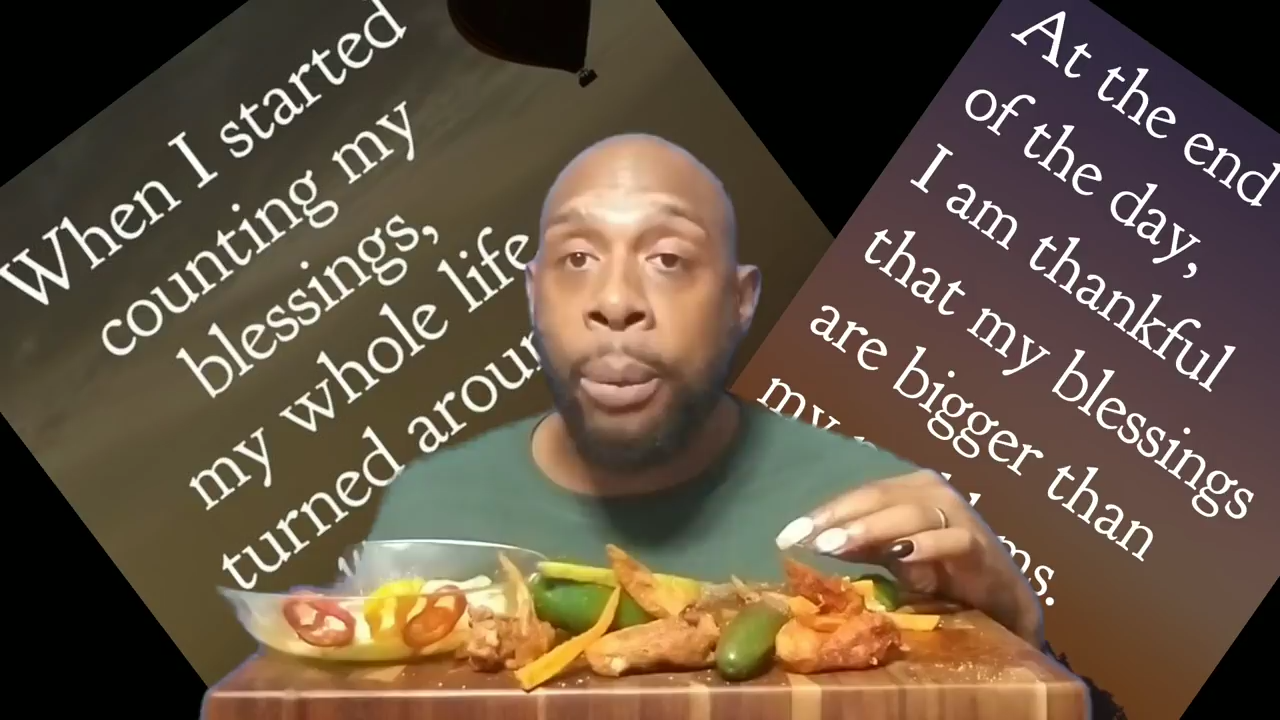 When I started
counting my
blessings,
my whole life
turned
At the end
of the day,
I am thankful
that my blessings
are bigger than
my